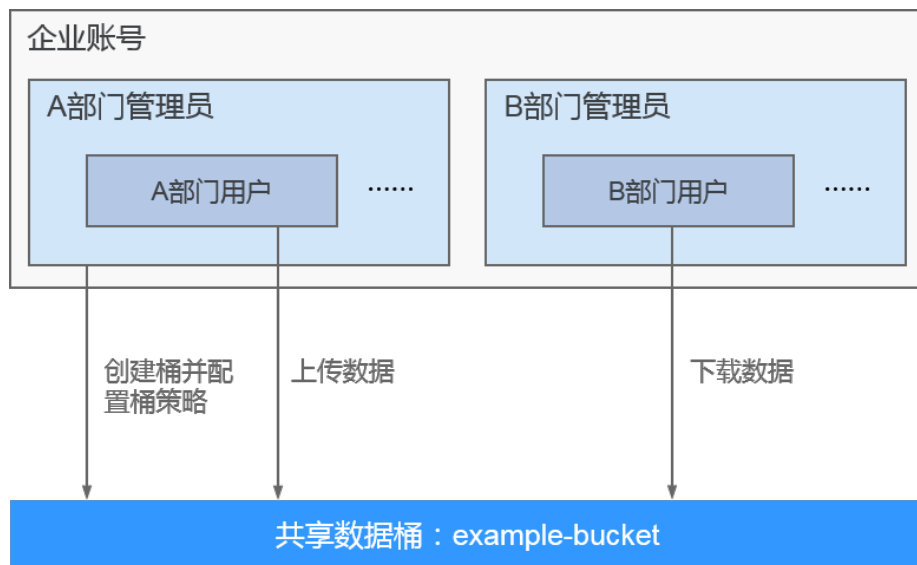 企业账号
A部门管理员
B部门管理员
A部门用户
······
B部门用户
······
创建桶并配
置桶策略
上传数据
下载数据
共享数据桶：example-bucket